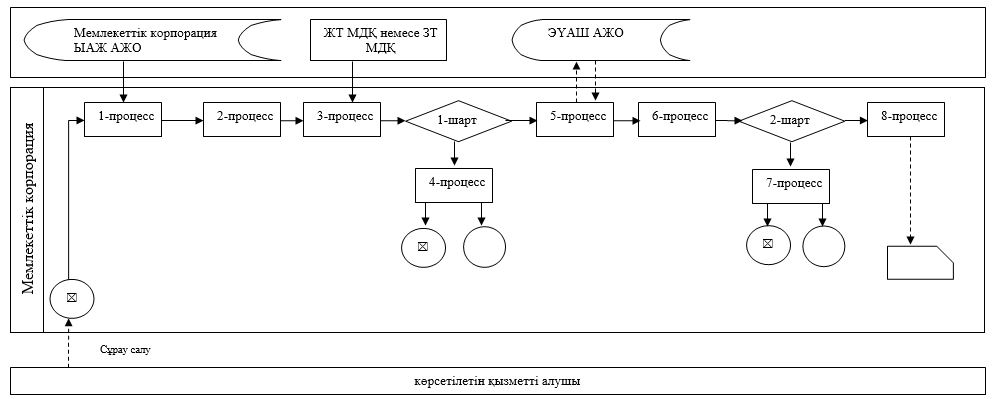 Мемлекеттік корпорация
ЫАЖ АЖО
ЖТ МДҚ немесе ЗТ
МДҚ
ЭҮАШ АЖО
Мемлекеттік корпорация
1-процесс
2-процесс
3-процесс
1-шарт
5-процесс
6-процесс
2-шарт
8-процесс
4-процесс
7-процесс
Сұрау салу
көрсетілетін қызметті алушы